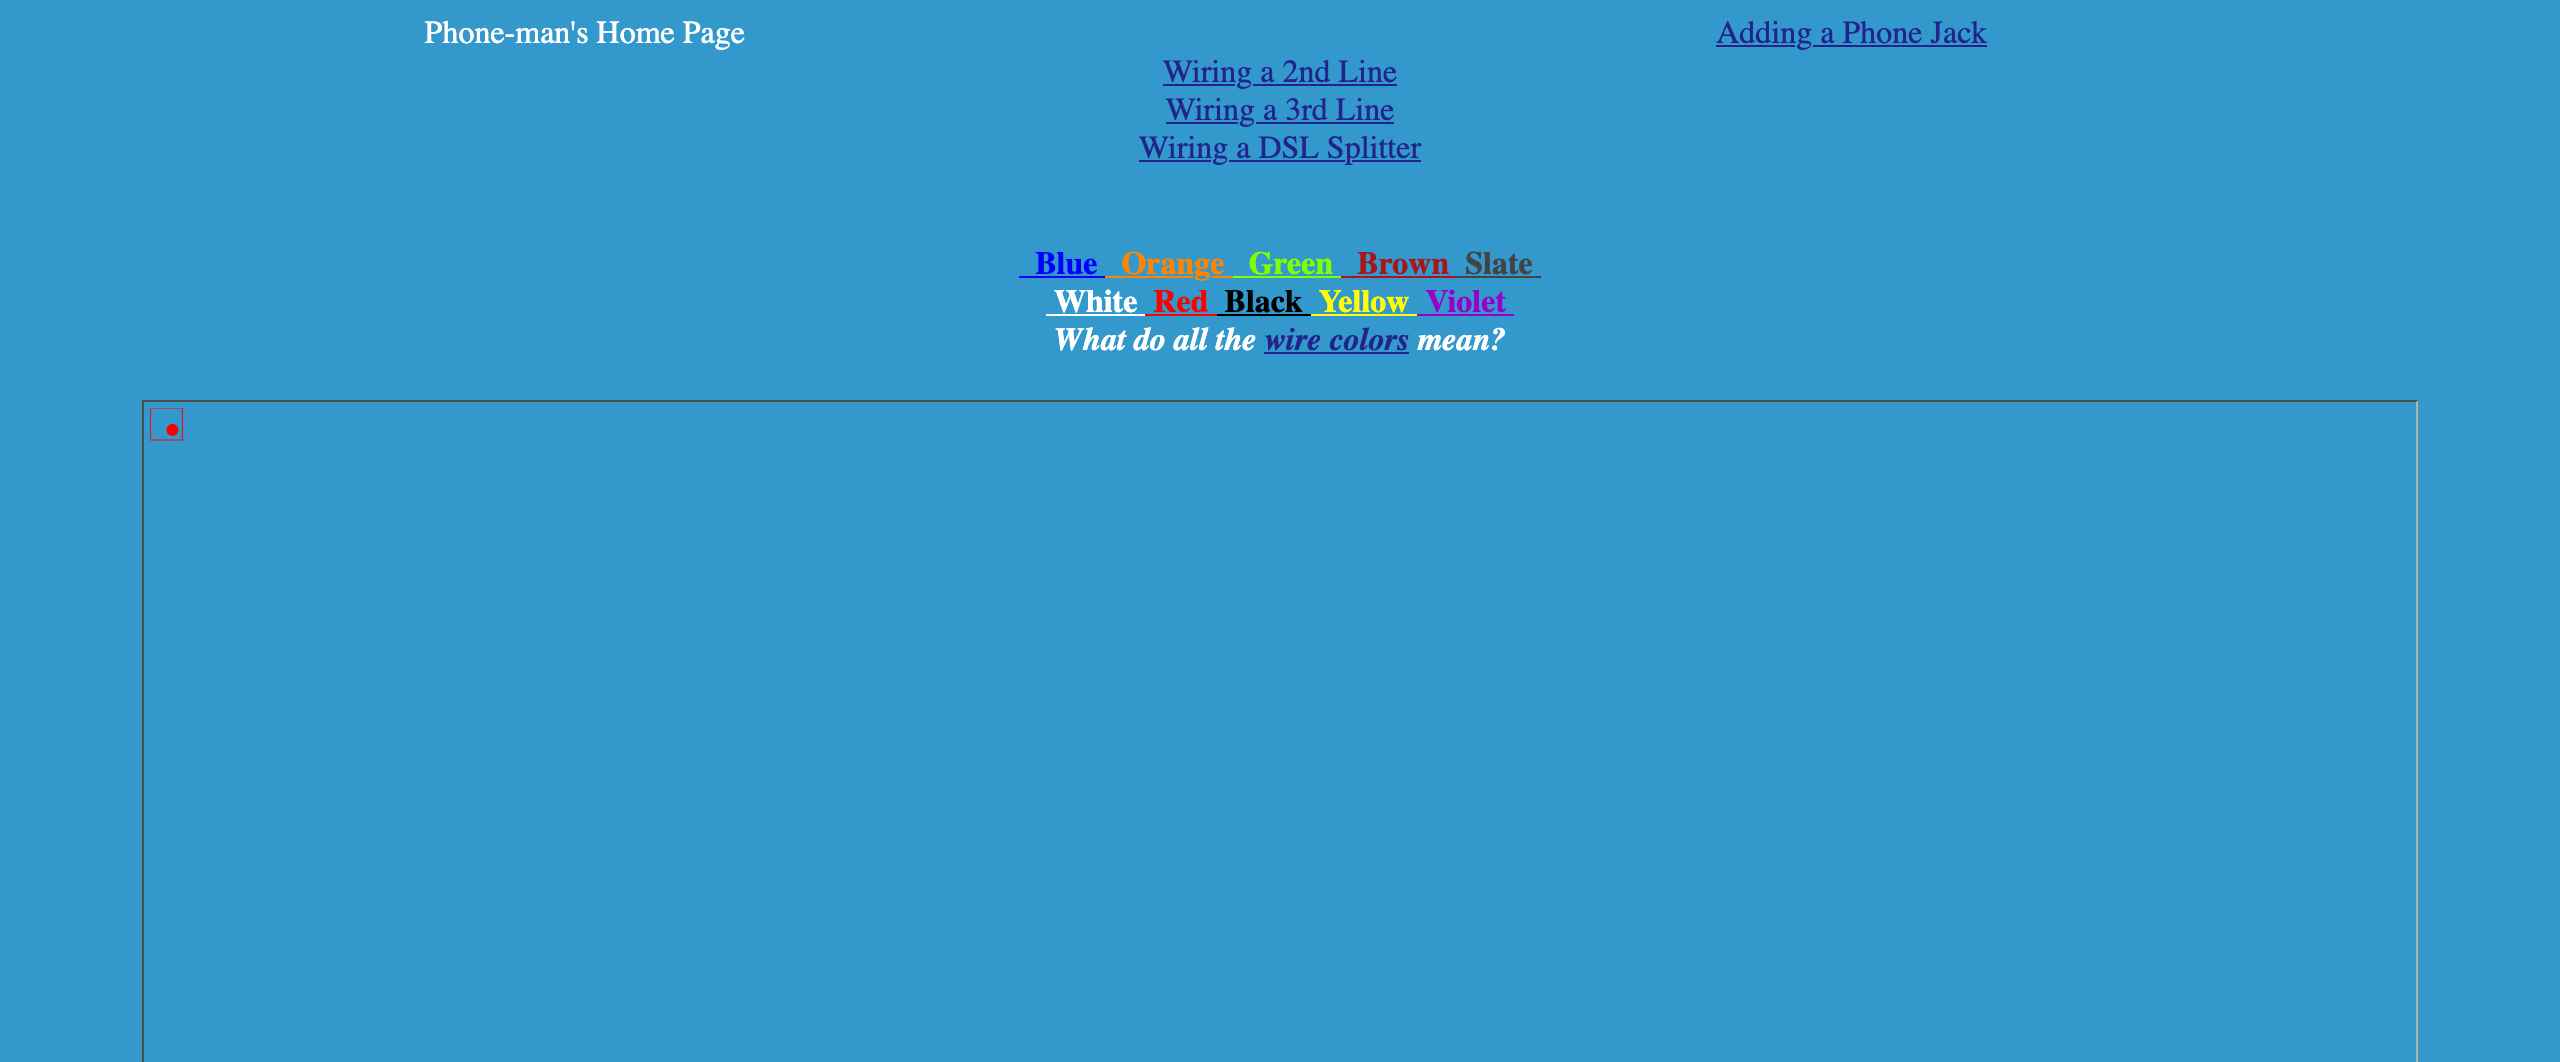 Phone-man's Home Page Adding a Phone Jack
Wiring a 2nd Line
Wiring a 3rd Line
Wiring a DSL Splitter
Blue Orange Green Brown Slate
White Red Black Yellow Violet
What do all the wire colors mean?